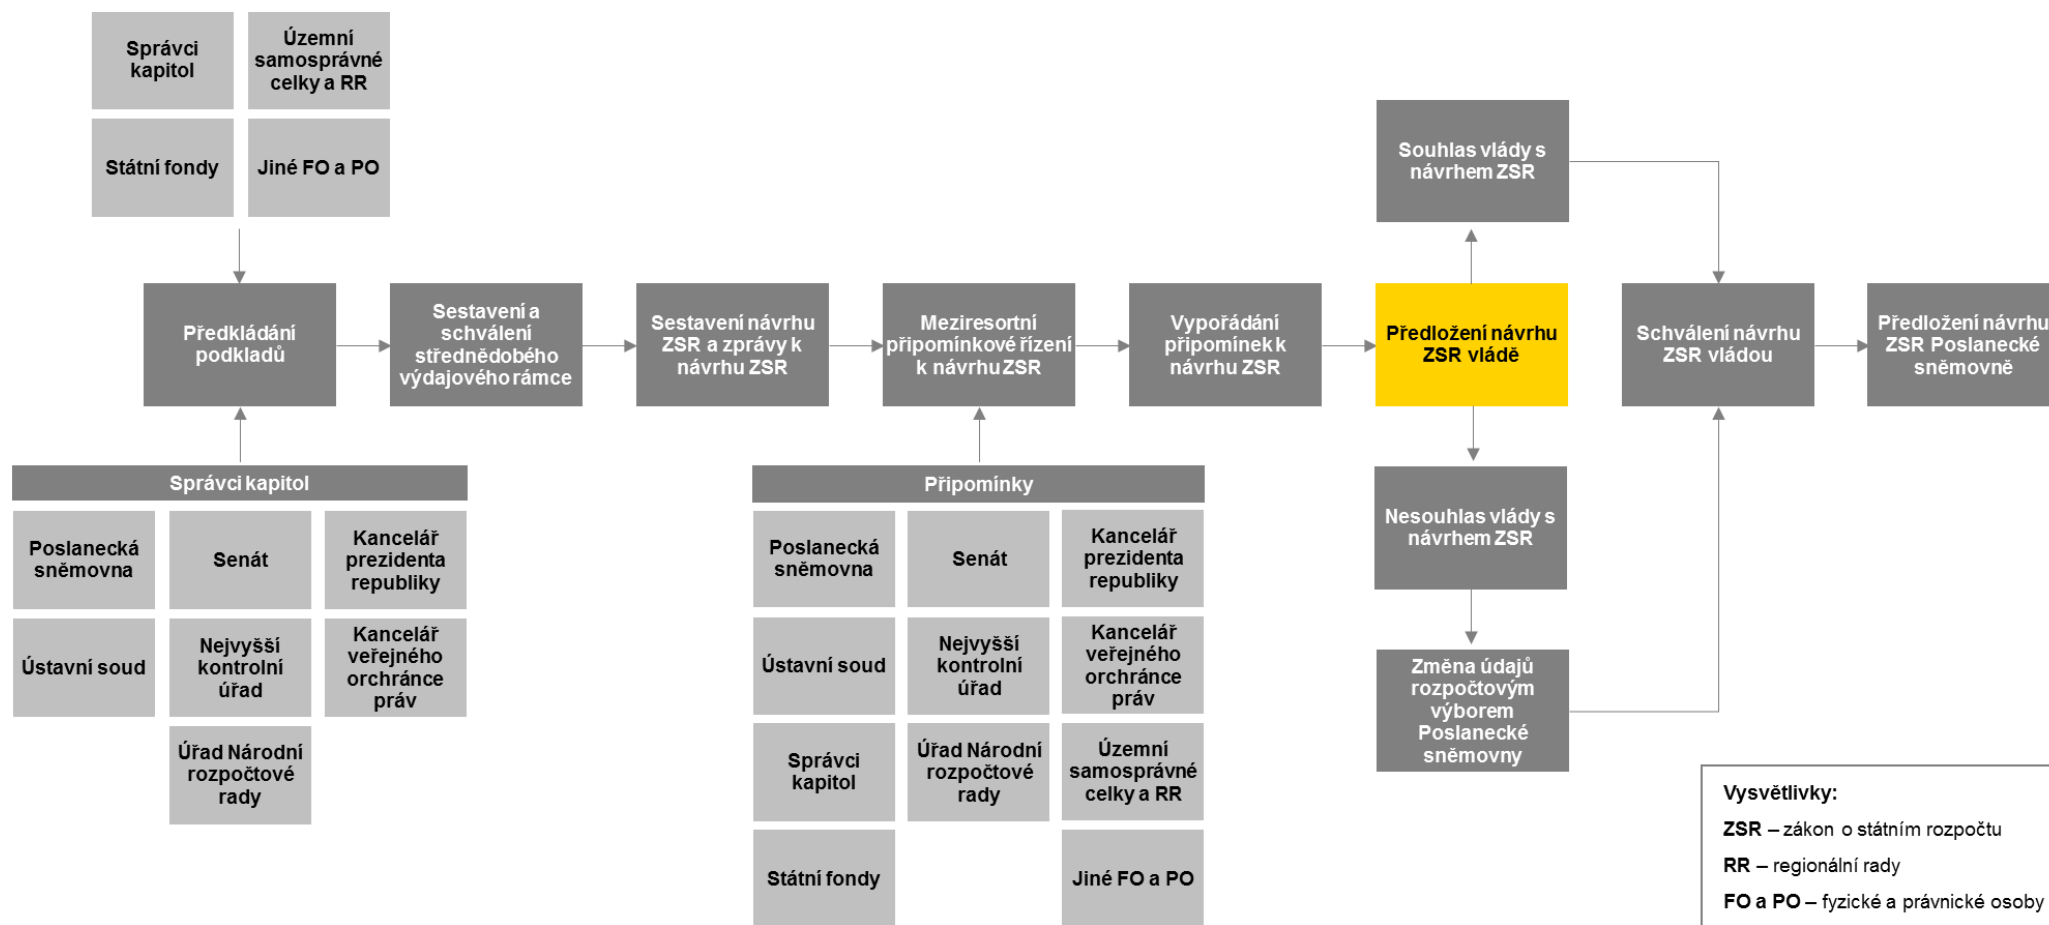 Správci
kapitol
Územní
samosprávné
celky a RR
Státní fondy
Jiné FO a PO
Předkládání
podkladů
Sestavení a
schválení
střednědobého
výdajového rámce
Sestavení návrhu
ZSR a zprávy k
návrhu ZSR
Meziresortní
připomínkové řízení
k návrhu ZSR
Vypořádání
připomínek k
návrhu ZSR
Předložení návrhu
ZSR vládě
Souhlas vlády s
návrhem ZSR
Nesouhlas vlády s
návrhem ZSR
Změna údajů
rozpočtovým
výborem
Poslanecké
sněmovny
Schválení návrhu
ZSR vládou
Předložení návrhu
ZSR Poslanecké
sněmovně
Správci kapitol
Poslanecká
sněmovna
Senát
Kancelář
prezidenta
republiky
Ústavní soud
Nejvyšší
kontrolní
úřad
Kancelář
veřejného
orchránce
práv
Úřad Národní
rozpočtové
rady
Připomínky
Poslanecká
sněmovna
Senát
Kancelář
prezidenta
republiky
Ústavní soud
Nejvyšší
kontrolní
úřad
Kancelář
veřejného
orchránce
práv
Správci
kapitol
Úřad Národní
rozpočtové
rady
Územní
samosprávné
celky a RR
Státní fondy
Jiné FO a PO
Vysvětlivky:
ZSR – zákon o státním rozpočtu
RR – regionální rady
FO a PO – fyzické a právnické osoby